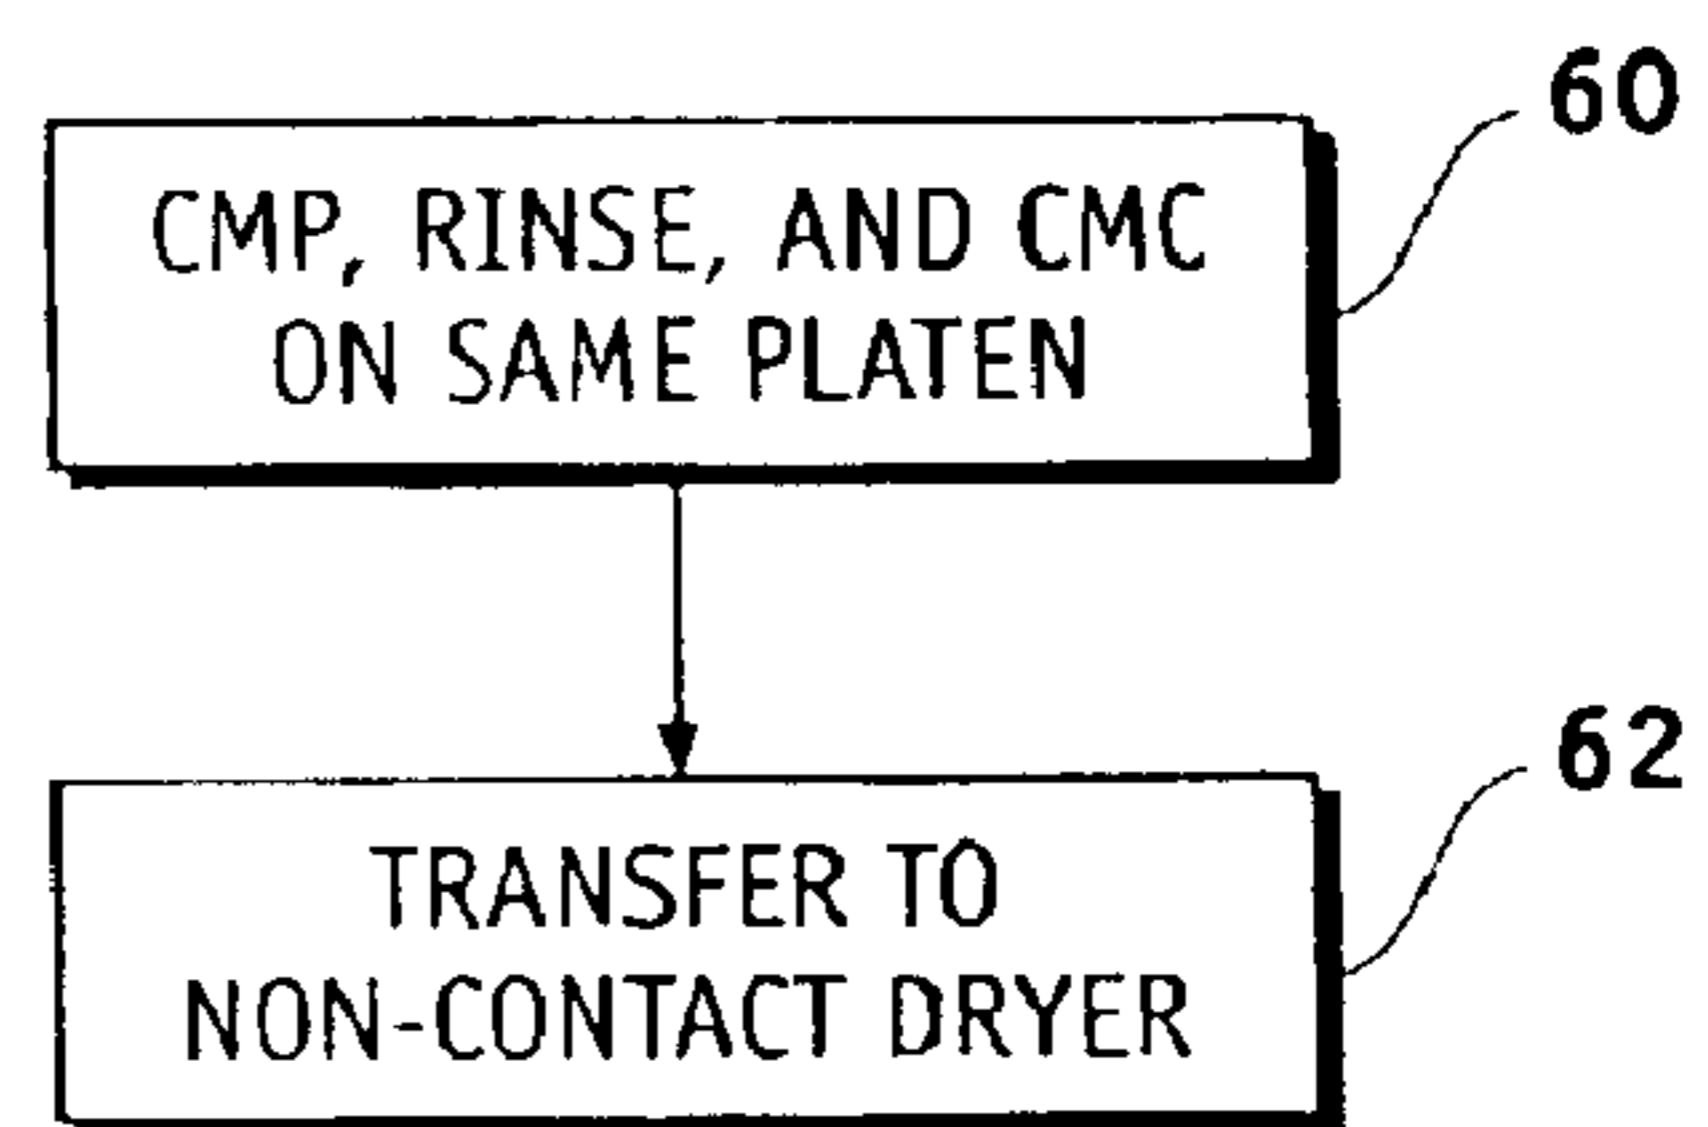 60
CMP, RINSE, AND CMC
ON SAME PLATEN
62
TRANSFER TO
NON-CONTACT DRYER